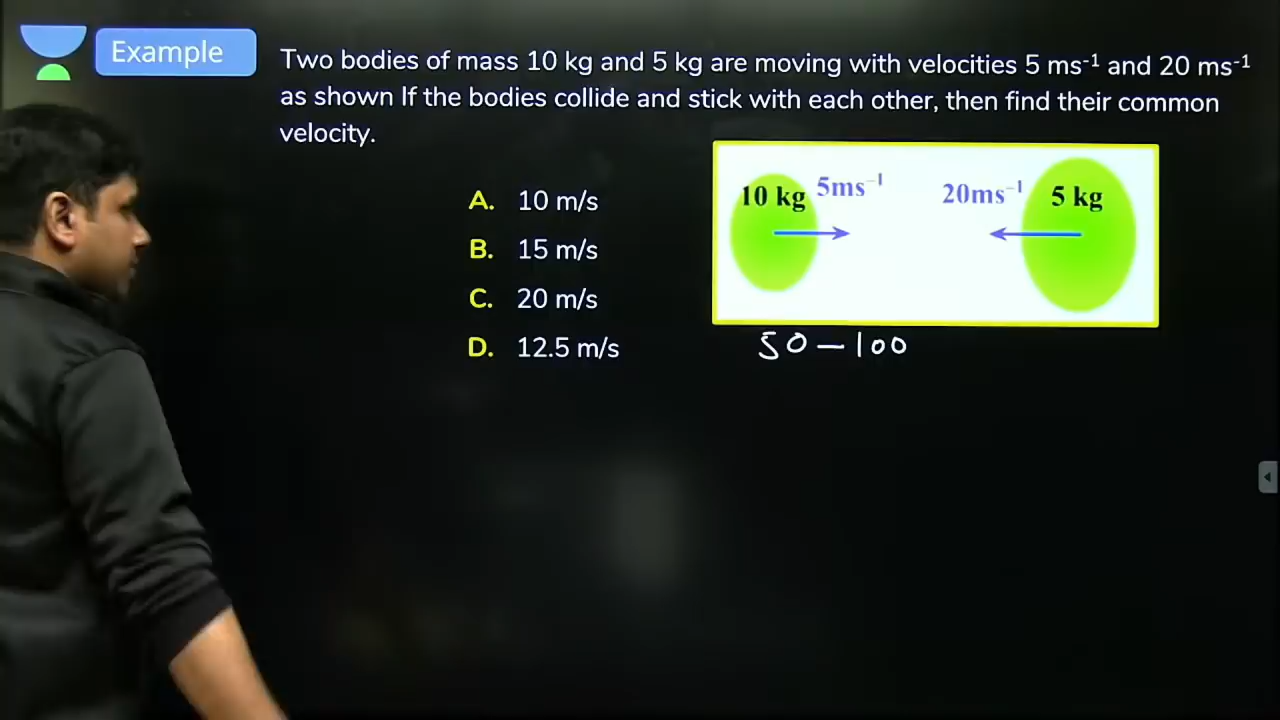 Example
Two bodies of mass 10 kg and 5 kg are moving with velocities 5 ms⁻¹ and 20 ms⁻¹
as shown If the bodies collide and stick with each other, then find their common
velocity.
A. 10 m/s
B. 15 m/s
C. 20 m/s
D. 12.5 m/s
10 kg 5ms⁻¹ 20ms⁻¹ 5 kg
50 – 100